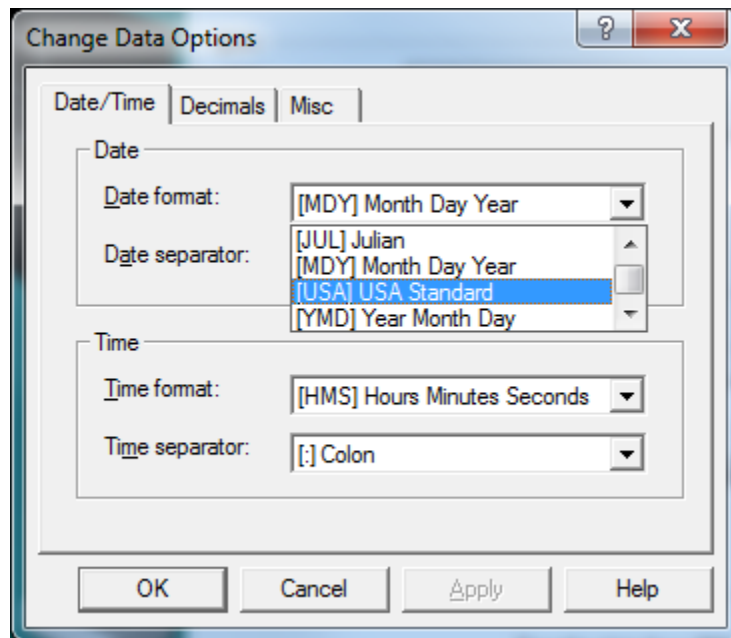 Change Data Options
Date/Time Decimals Misc
Date
Date format: [MDY] Month Day Year
Date separator:
[JUL] Julian
[MDY] Month Day Year
[USA] USA Standard
[YMD] Year Month Day
Time
Time format: [HMS] Hours Minutes Seconds
Time separator: [:] Colon
OK Cancel Apply Help